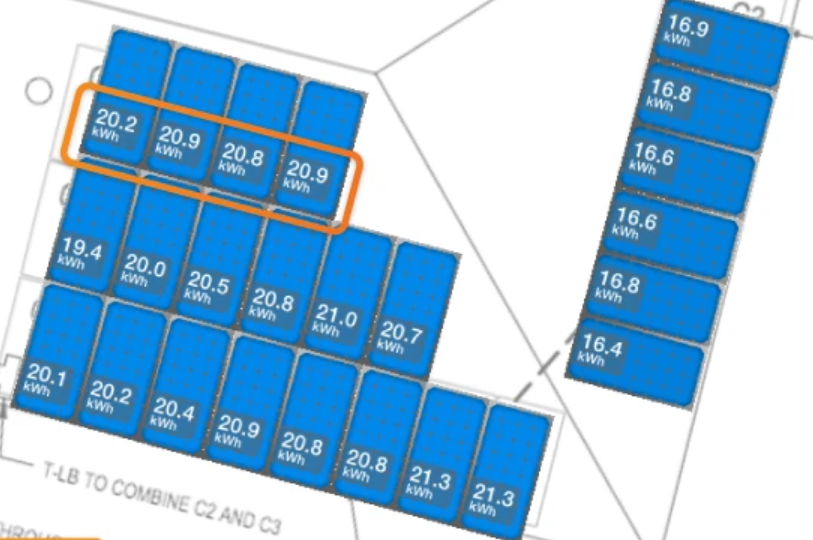 20.2 kWh
20.9 kWh
20.8 kWh
20.9 kWh
19.4 kWh
20.0 kWh
20.5 kWh
20.8 kWh
21.0 kWh
20.7 kWh
20.1 kWh
20.2 kWh
20.4 kWh
20.9 kWh
20.8 kWh
20.8 kWh
21.3 kWh
21.3 kWh
16.9 kWh
16.8 kWh
16.6 kWh
16.6 kWh
16.8 kWh
16.4 kWh
T-LB TO COMBINE C2 AND C3